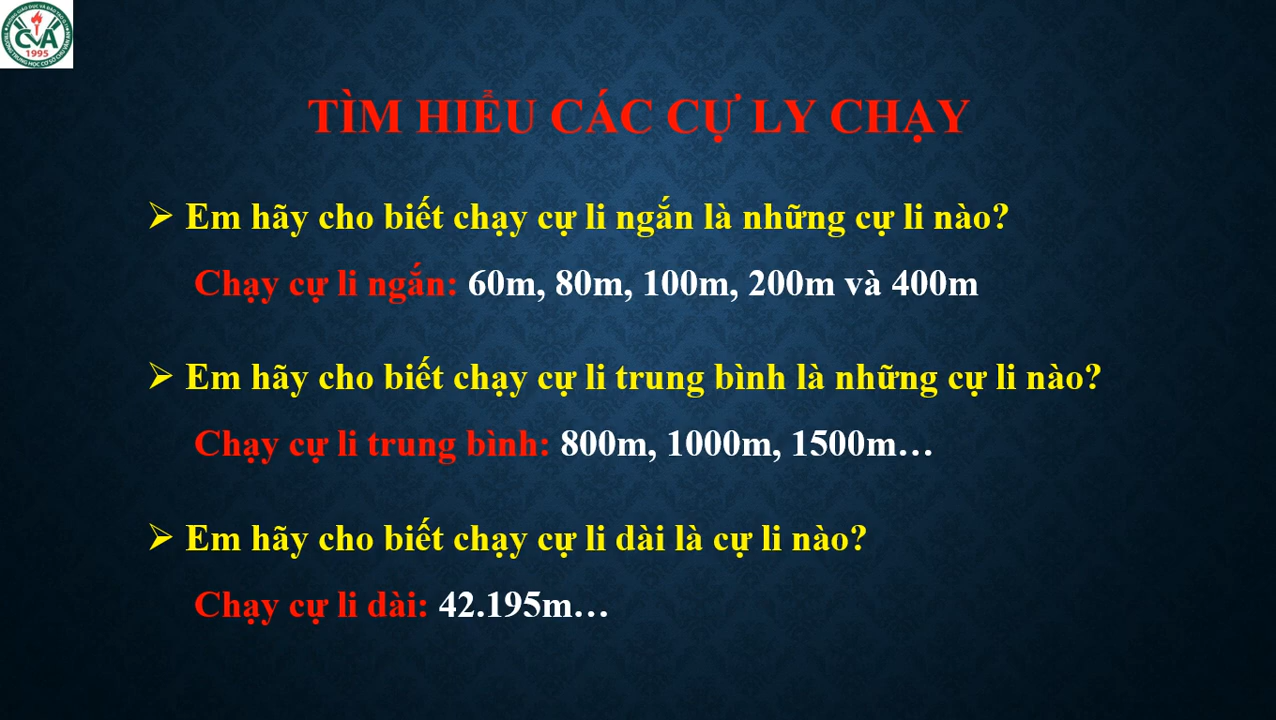 CVA
1995
TÌM HIỂU CÁC CỰ LY CHẠY
➢ Em hãy cho biết chạy cự li ngắn là những cự li nào?
Chạy cự li ngắn: 60m, 80m, 100m, 200m và 400m
➢ Em hãy cho biết chạy cự li trung bình là những cự li nào?
Chạy cự li trung bình: 800m, 1000m, 1500m…
➢ Em hãy cho biết chạy cự li dài là cự li nào?
Chạy cự li dài: 42.195m…